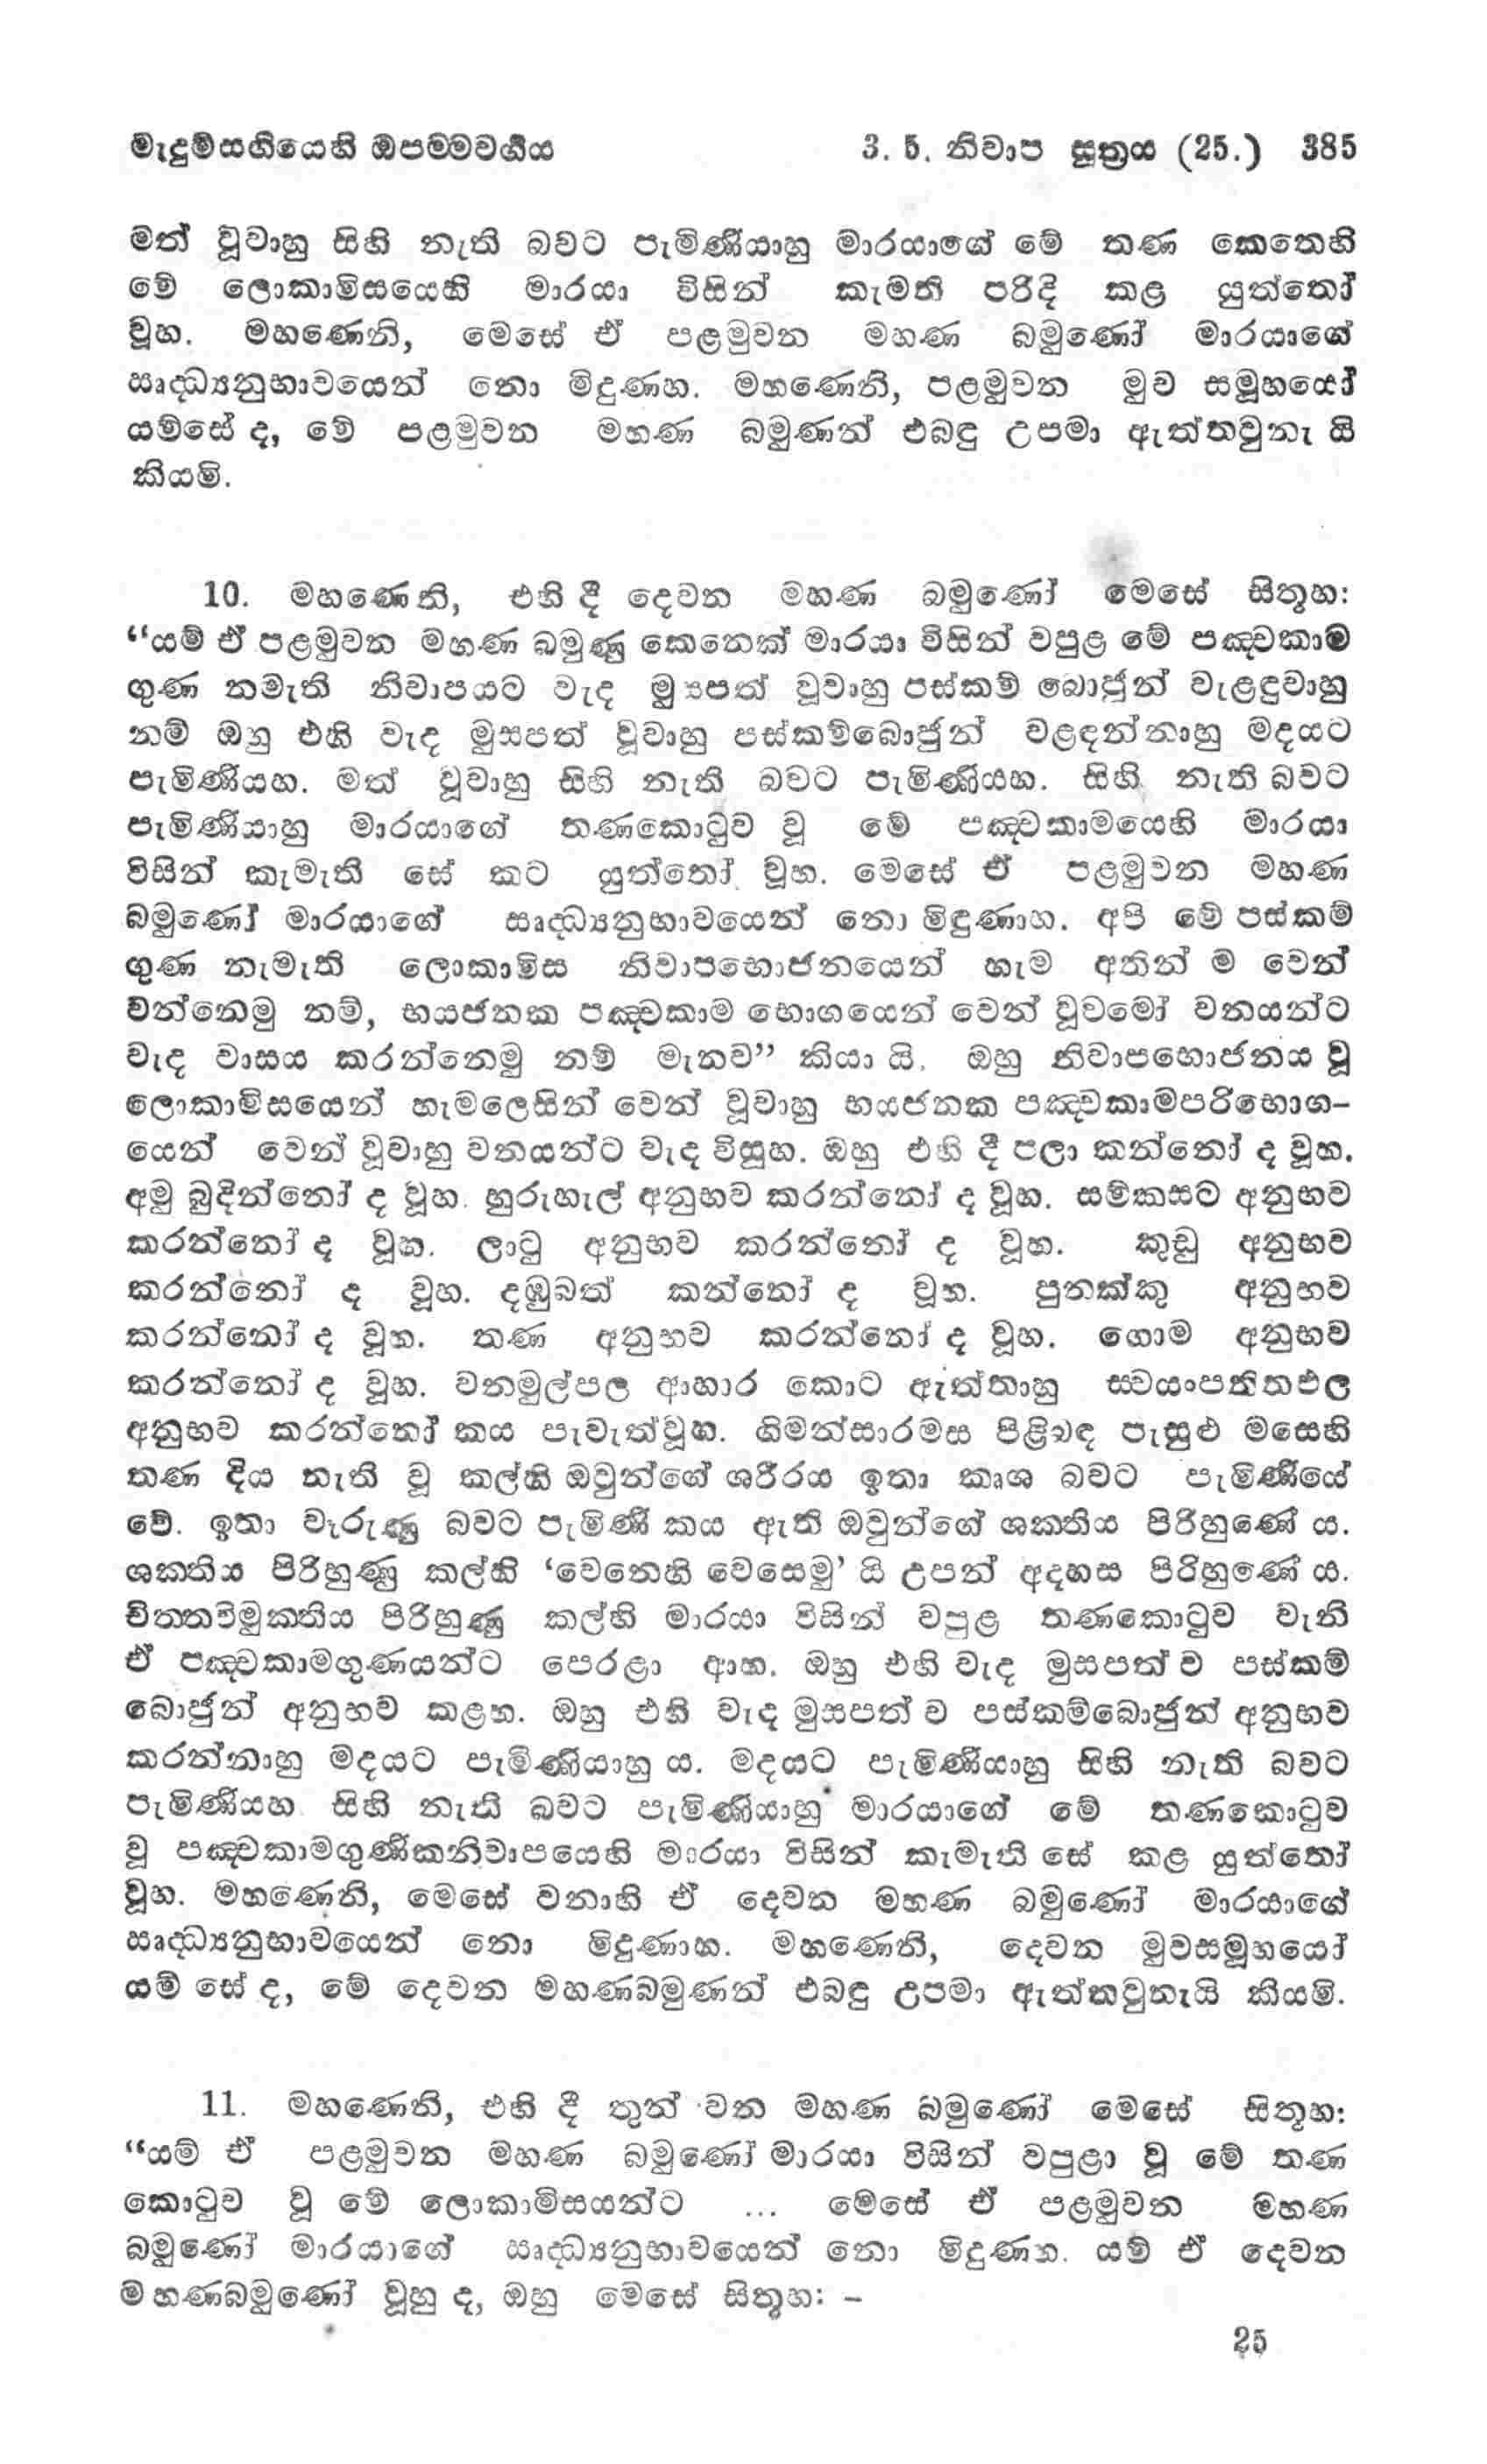 මැදුම්සඟියෙහි ඔපම්මවර්‍ගය 3. 5. නිවාප සූත්‍රය (25.) 385
මත් වූවාහු සිහි නැති බවට පැමිණියාහු මාරයාගේ මේ තණ කෙතෙහි
මේ ලොකාමිසයෙහි මාරයා විසින් කැමති පරිදි කළ යුත්තෝ
වූහ. මහණෙනි, මෙසේ ඒ පළමුවන මහණ බමුණෝ මාරයාගේ
ඍද්ධ්‍යනුභාවයෙන් නො මිදුණහ. මහණෙනි, පළමුවන මුව සමූහයෝ
යම්සේ ද, මේ පළමුවන මහණ බමුණන් එබඳු උපමා ඇත්තවුනැ යි
කියමි.
10. මහණෙනි, එහි දී දෙවන මහණ බමුණෝ මෙසේ සිතූහ:
“යම් ඒ පළමුවන මහණ බමුණු කෙනෙක් මාරයා විසින් වපුළ මේ පඤ්චකාම
ගුණ නමැති නිවාපයට වැද මුසපත් වූවාහු පස්කම් බොජුන් වැළඳුවාහු
නම් ඔහු එහි වැද මුසපත් වූවාහු පස්කම්බොජුන් වළඳන්නාහු මදයට
පැමිණියහ. මත් වූවාහු සිහි නැති බවට පැමිණියහ. සිහි නැති බවට
පැමිණියාහු මාරයාගේ තණකොටුව වූ මේ පඤ්චකාමයෙහි මාරයා
විසින් කැමැති සේ කට යුත්තෝ වූහ. මෙසේ ඒ පළමුවන මහණ
බමුණෝ මාරයාගේ ඍද්ධ්‍යනුභාවයෙන් නො මිඳුණාහ. අපි මේ පස්කම්
ගුණ නැමැති ලොකාමිස නිවාපභොජනයෙන් හැම අතින් ම වෙන්
වන්නෙමු නම්, භයජනක පඤ්චකාම භොගයෙන් වෙන් වූවමෝ වනයන්ට
වැද වාසය කරන්නෙමු නම් මැනව” කියා යි. ඔහු නිවාපභොජනය වූ
ලොකාමිසයෙන් හැමලෙසින් වෙන් වූවාහු භයජනක පඤ්චකාමපරිභොග–
යෙන් වෙන් වූවාහු වනයන්ට වැද විසූහ. ඔහු එහි දී පලා කන්නෝ ද වූහ.
අමු බුදින්නෝ ද වූහ. හුරුහැල් අනුභව කරන්නෝ ද වූහ. සම්කසට අනුභව
කරන්නෝ ද වූහ. ලාටු අනුභව කරන්නෝ ද වූහ. කුඩු අනුභව
කරන්නෝ ද වූහ. දඹුබත් කන්නෝ ද වූහ. පුනක්කු අනුභව
කරන්නෝ ද වූහ. තණ අනුභව කරන්නෝ ද වූහ. ගොම අනුභව
කරන්නෝ ද වූහ. වනමුල්පල ආහාර කොට ඇත්තාහු ස්වයංපතිතඵල
අනුභව කරන්නෝ කය පැවැත්වූහ. ගිමන්සාරමස පිළිබඳ පැසුළු මසෙහි
තණ දිය නැති වූ කල්හි ඔවුන්ගේ ශරීරය ඉතා කෘශ බවට පැමිණියේ
වේ. ඉතා වැරුණු බවට පැමිණි කය ඇති ඔවුන්ගේ ශක්තිය පිරිහුණේ ය.
ශක්තිය පිරිහුණු කල්හි ‘වෙනෙහි වෙසෙමු’ යි උපන් අදහස පිරිහුණේ ය.
චිත්තවිමුක්තිය පිරිහුණු කල්හි මාරයා විසින් වපුළ තණකොටුව වැනි
ඒ පඤ්චකාමගුණයන්ට පෙරළා ආහ. ඔහු එහි වැද මුසපත් ව පස්කම්
බොජුන් අනුභව කළහ. ඔහු එහි වැද මුසපත් ව පස්කම්බොජුන් අනුභව
කරන්නාහු මදයට පැමිණියාහු ය. මදයට පැමිණියාහු සිහි නැති බවට
පැමිණියහ සිහි නැති බවට පැමිණියාහු මාරයාගේ මේ තණකොටුව
වූ පඤ්චකාමගුණිකනිවාපයෙහි මාරයා විසින් කැමැති සේ කළ යුත්තෝ
වූහ. මහණෙනි, මෙසේ වනාහි ඒ දෙවන මහණ බමුණෝ මාරයාගේ
ඍද්ධ්‍යනුභාවයෙන් නො මිදුණාහ. මහණෙනි, දෙවන මුවසමූහයෝ
යම් සේ ද, මේ දෙවන මහණබමුණන් එබඳු උපමා ඇත්තවුනැයි කියමි.
11. මහණෙනි, එහි දී තුන් වන මහණ බමුණෝ මෙසේ සිතූහ:
“යම් ඒ පළමුවන මහණ බමුණෝ මාරයා විසින් වපුළා වූ මේ තණ
කොටුව වූ මේ ලොකාමිසයන්ට ... මෙසේ ඒ පළමුවන මහණ
බමුණෝ මාරයාගේ ඍද්ධ්‍යනුභාවයෙන් නො මිදුණහ. යම් ඒ දෙවන
මහණබමුණෝ වූහු ද, ඔහු මෙසේ සිතූහ: –
25